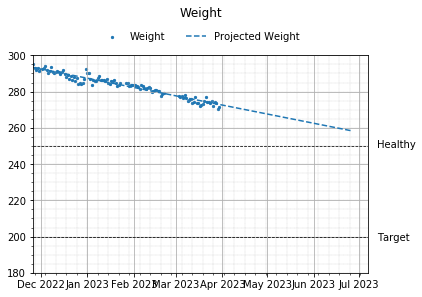 Weight
Weight
Projected Weight
300
280
260
240
220
200
180
Healthy
Target
Dec 2022 Jan 2023 Feb 2023 Mar 2023 Apr 2023 May 2023 Jun 2023 Jul 2023